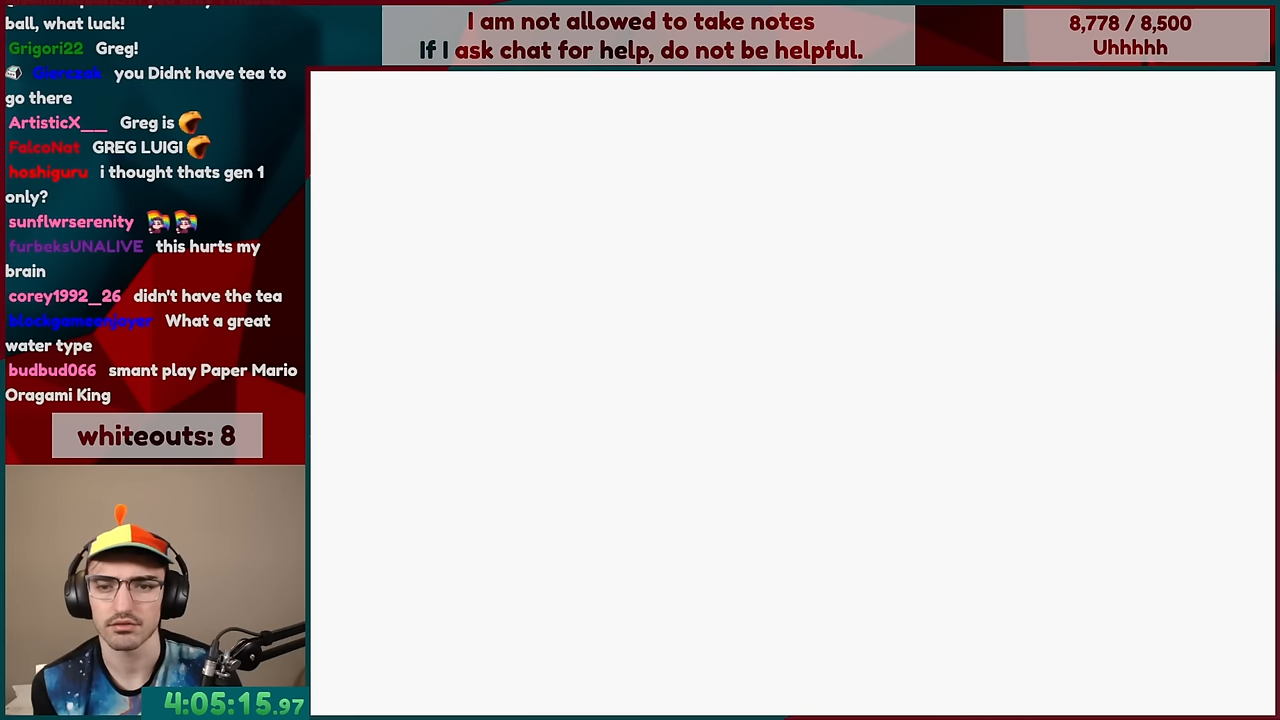 ball, what luck!
Grigori22 Greg!
Gierczak you Didnt have tea to
go there
ArtisticX__ Greg is
FalcoNat GREG LUIGI
hoshiguru i thought thats gen 1
only?
sunflwrserenity
furbeksUNALIVE this hurts my
brain
corey1992_26 didn't have the tea
blockgameenjoyer What a great
water type
budbud066 smant play Paper Mario
Oragami King
whiteouts: 8
4:05:15.97
I am not allowed to take notes
If I ask chat for help, do not be helpful.
8,778 / 8,500
Uhhhhh